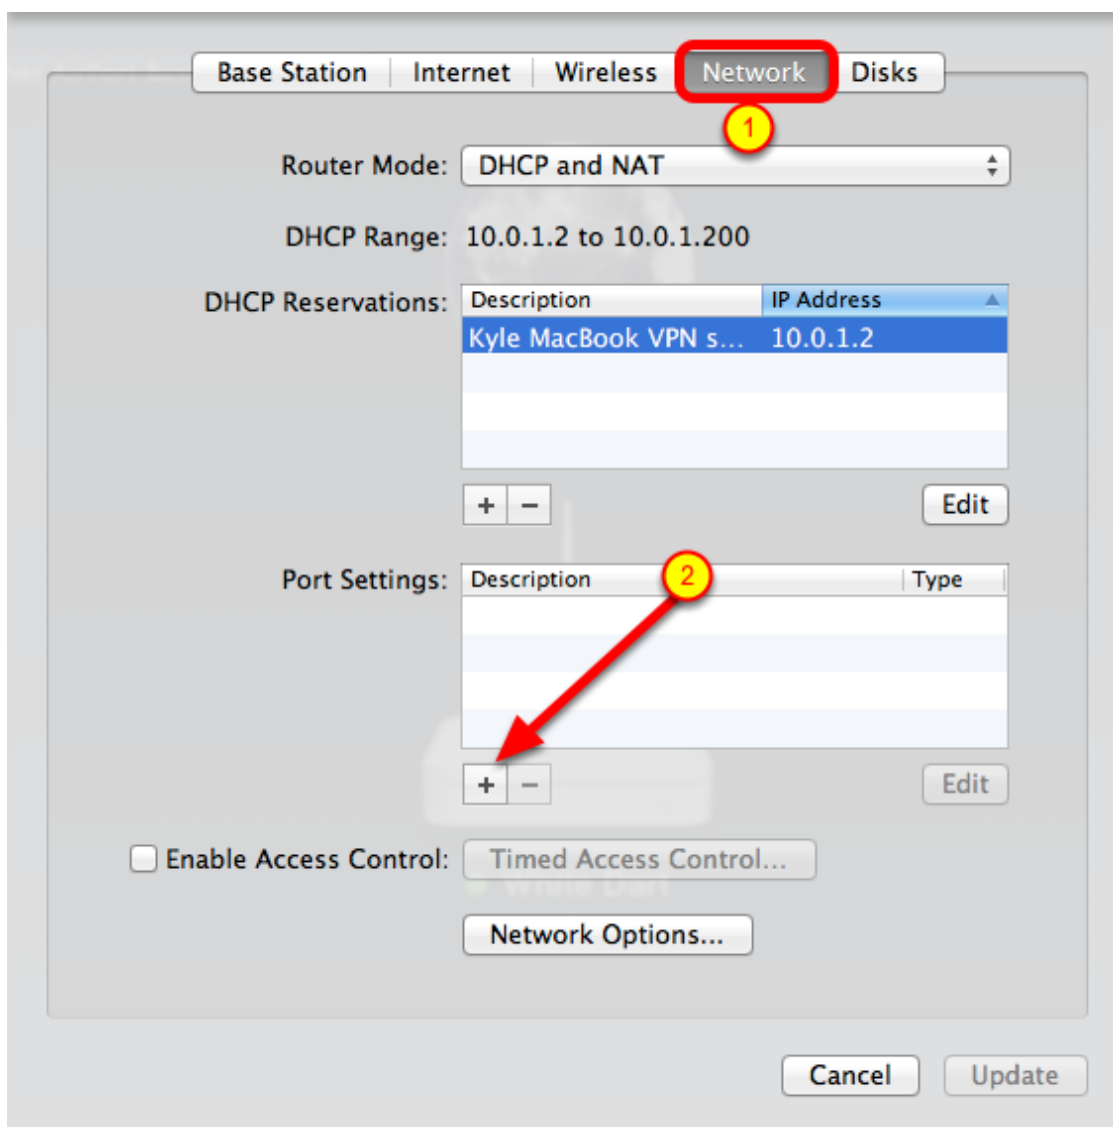 Base Station Internet Wireless Network Disks
1
Router Mode: DHCP and NAT
DHCP Range: 10.0.1.2 to 10.0.1.200
DHCP Reservations: Description IP Address
Kyle MacBook VPN s... 10.0.1.2
+ − Edit
Port Settings: Description 2 Type
+ − Edit
Enable Access Control: Timed Access Control...
White Dart
Network Options...
Cancel Update